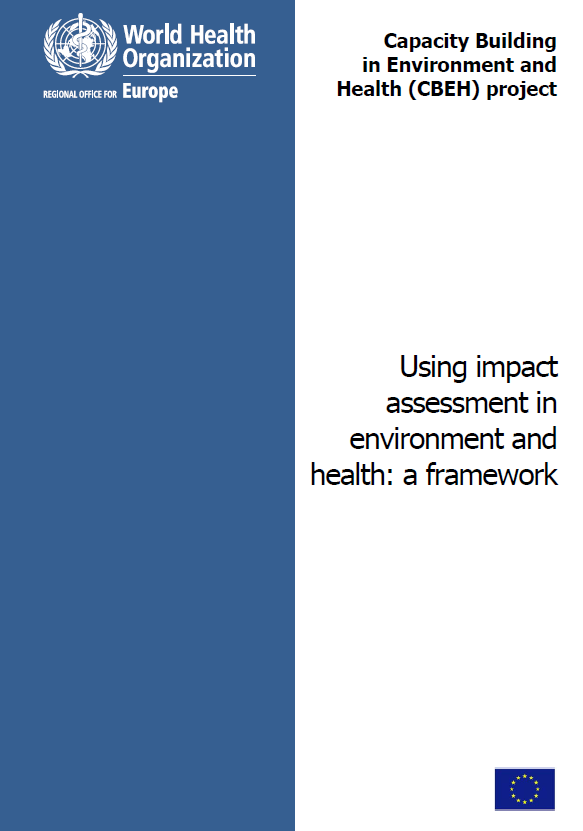 World Health
Organization
REGIONAL OFFICE FOR Europe
Capacity Building
in Environment and
Health (CBEH) project
Using impact
assessment in
environment and
health: a framework